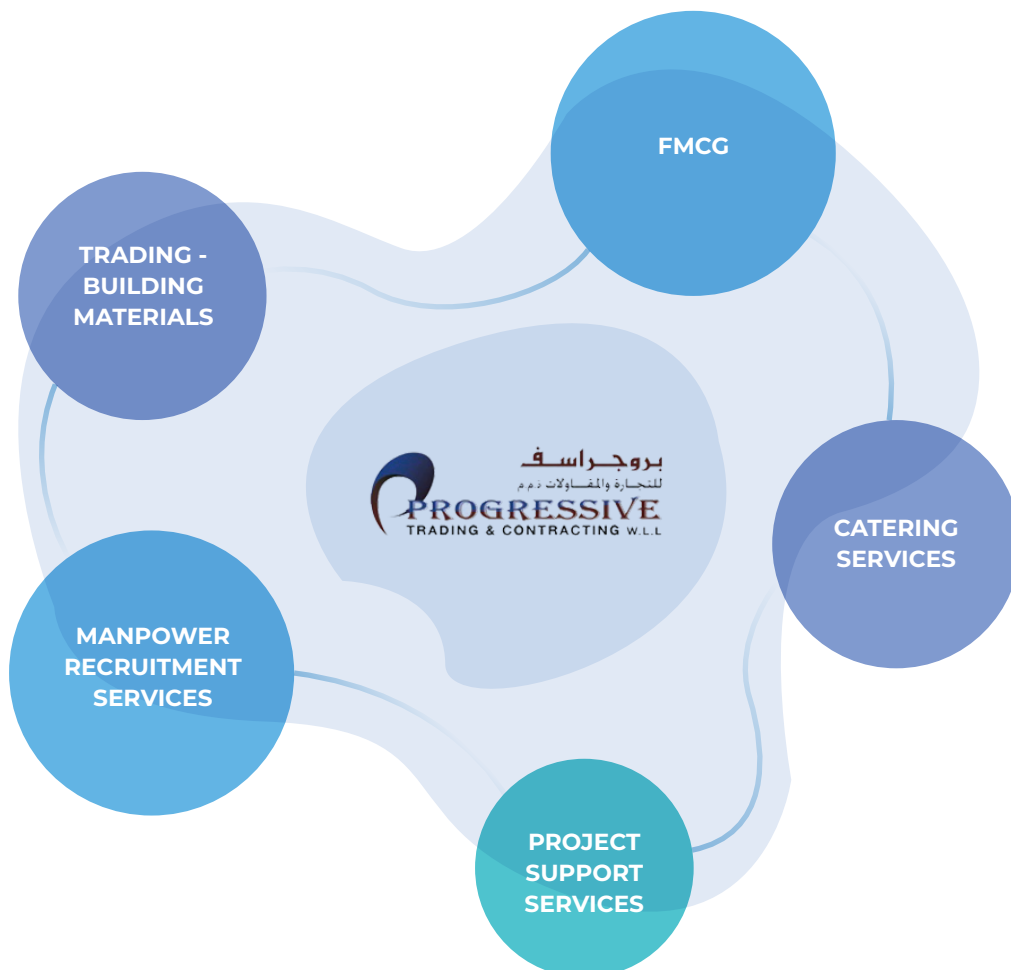 FMCG
TRADING -
BUILDING
MATERIALS
بروجراسف
للتجارة والمقاولات ذ.م.م
PROGRESSIVE
TRADING & CONTRACTING W.L.L
CATERING
SERVICES
MANPOWER
RECRUITMENT
SERVICES
PROJECT
SUPPORT
SERVICES